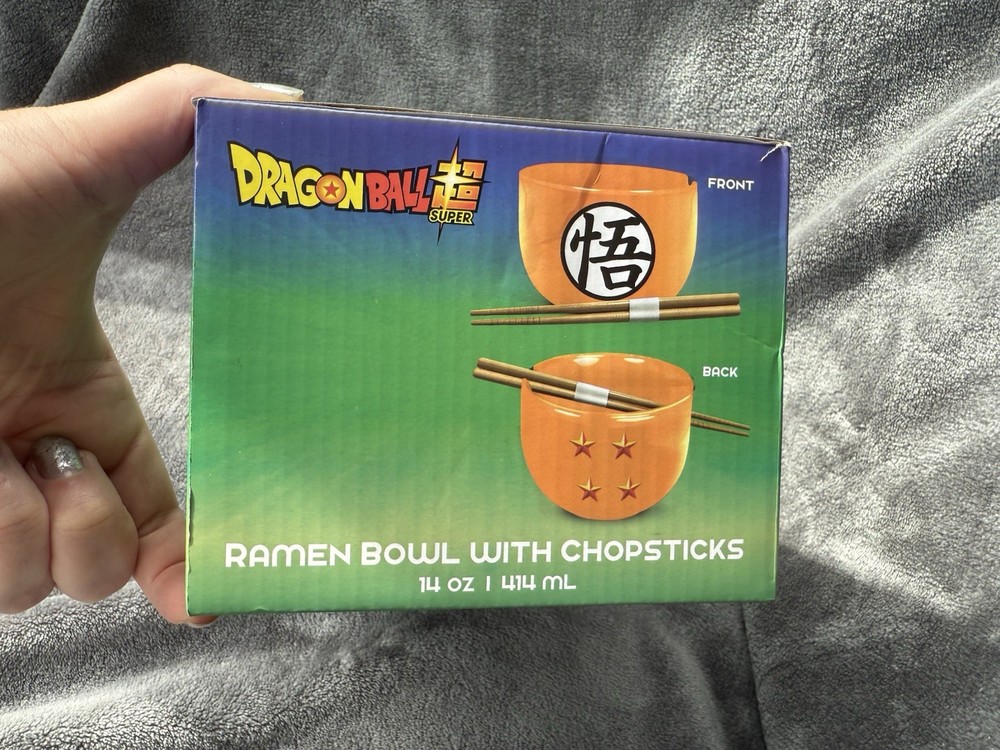 DRAGON BALL 超
SUPER
FRONT
悟
BACK
RAMEN BOWL WITH CHOPSTICKS
14 OZ | 414 mL